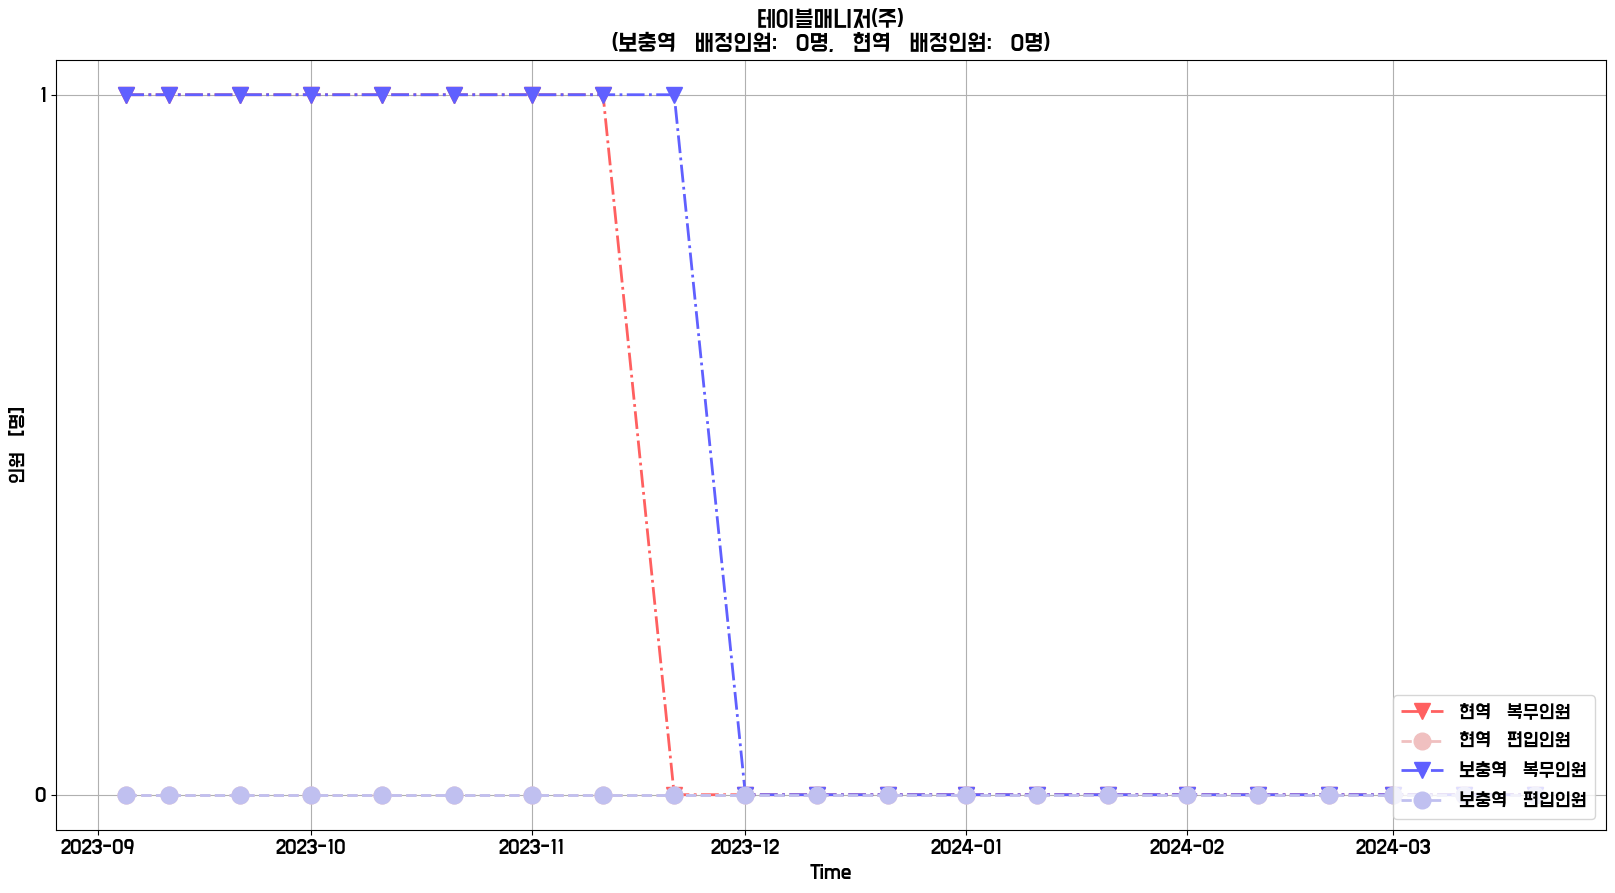 테이블매니저(주)
(보충역 배정인원: 0명, 현역 배정인원: 0명)
1
0
인원 [명]
2023-09
2023-10
2023-11
2023-12
2024-01
2024-02
2024-03
Time
현역 복무인원
현역 편입인원
보충역 복무인원
보충역 편입인원